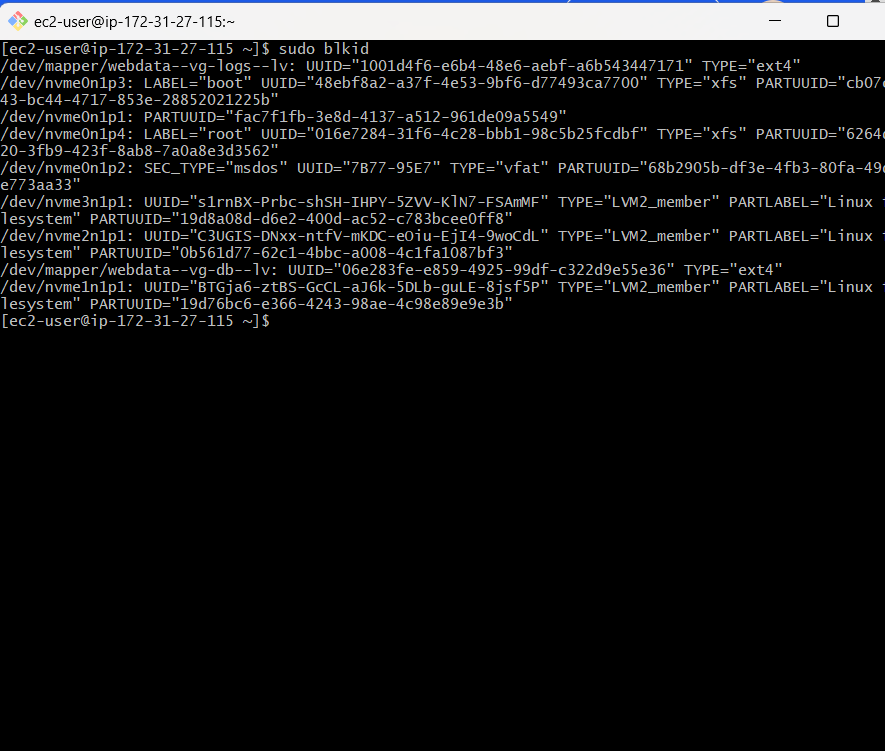 ec2-user@ip-172-31-27-115:~
[ec2-user@ip-172-31-27-115 ~]$ sudo blkid
/dev/mapper/webdata--vg-logs--lv: UUID="1001d4f6-e6b4-48e6-aebf-a6b543447171" TYPE="ext4"
/dev/nvme0n1p3: LABEL="boot" UUID="48ebf8a2-a37f-4e53-9bf6-d77493ca7700" TYPE="xfs" PARTUUID="cb07
43-bc44-4717-853e-28852021225b"
/dev/nvme0n1p1: PARTUUID="fac7f1fb-3e8d-4137-a512-961de09a5549"
/dev/nvme0n1p4: LABEL="root" UUID="016e7284-31f6-4c28-bbb1-98c5b25fcdbf" TYPE="xfs" PARTUUID="6264
20-3fb9-423f-8ab8-7a0a8e3d3562"
/dev/nvme0n1p2: SEC_TYPE="msdos" UUID="7B77-95E7" TYPE="vfat" PARTUUID="68b2905b-df3e-4fb3-80fa-49
e773aa33"
/dev/nvme3n1p1: UUID="s1rnBX-Prbc-shSH-IHPY-5ZVV-KlN7-FSAmMF" TYPE="LVM2_member" PARTLABEL="Linux
lesystem" PARTUUID="19d8a08d-d6e2-400d-ac52-c783bcee0ff8"
/dev/nvme2n1p1: UUID="C3UGIS-DNxx-ntfV-mKDC-eOiu-EjI4-9woCdL" TYPE="LVM2_member" PARTLABEL="Linux
lesystem" PARTUUID="0b561d77-62c1-4bbc-a008-4c1fa1087bf3"
/dev/mapper/webdata--vg-db--lv: UUID="06e283fe-e859-4925-99df-c322d9e55e36" TYPE="ext4"
/dev/nvme1n1p1: UUID="BTGja6-ztBS-GcCL-aJ6k-5DLb-guLE-8jsf5P" TYPE="LVM2_member" PARTLABEL="Linux
lesystem" PARTUUID="19d76bc6-e366-4243-98ae-4c98e89e9e3b"
[ec2-user@ip-172-31-27-115 ~]$